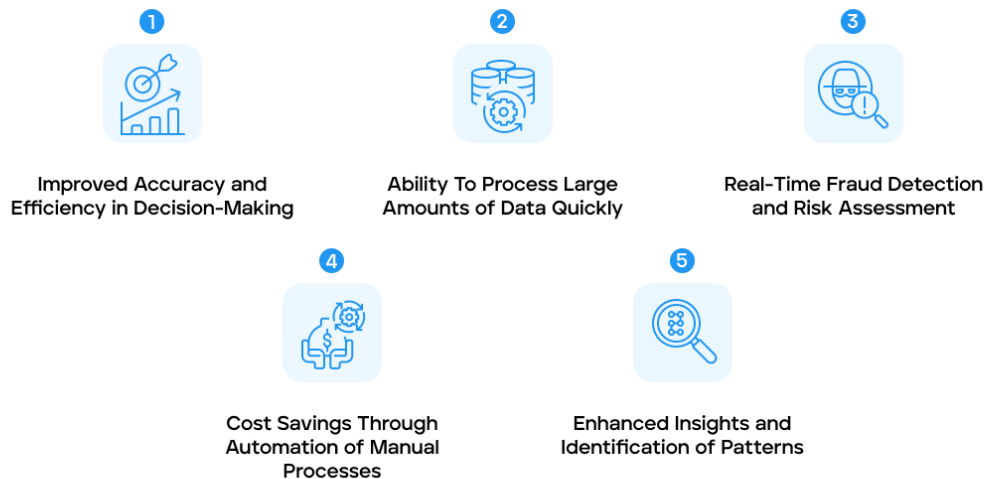 1
Improved Accuracy and
Efficiency in Decision-Making
2
Ability To Process Large
Amounts of Data Quickly
3
Real-Time Fraud Detection
and Risk Assessment
4
$
Cost Savings Through
Automation of Manual
Processes
5
Enhanced Insights and
Identification of Patterns